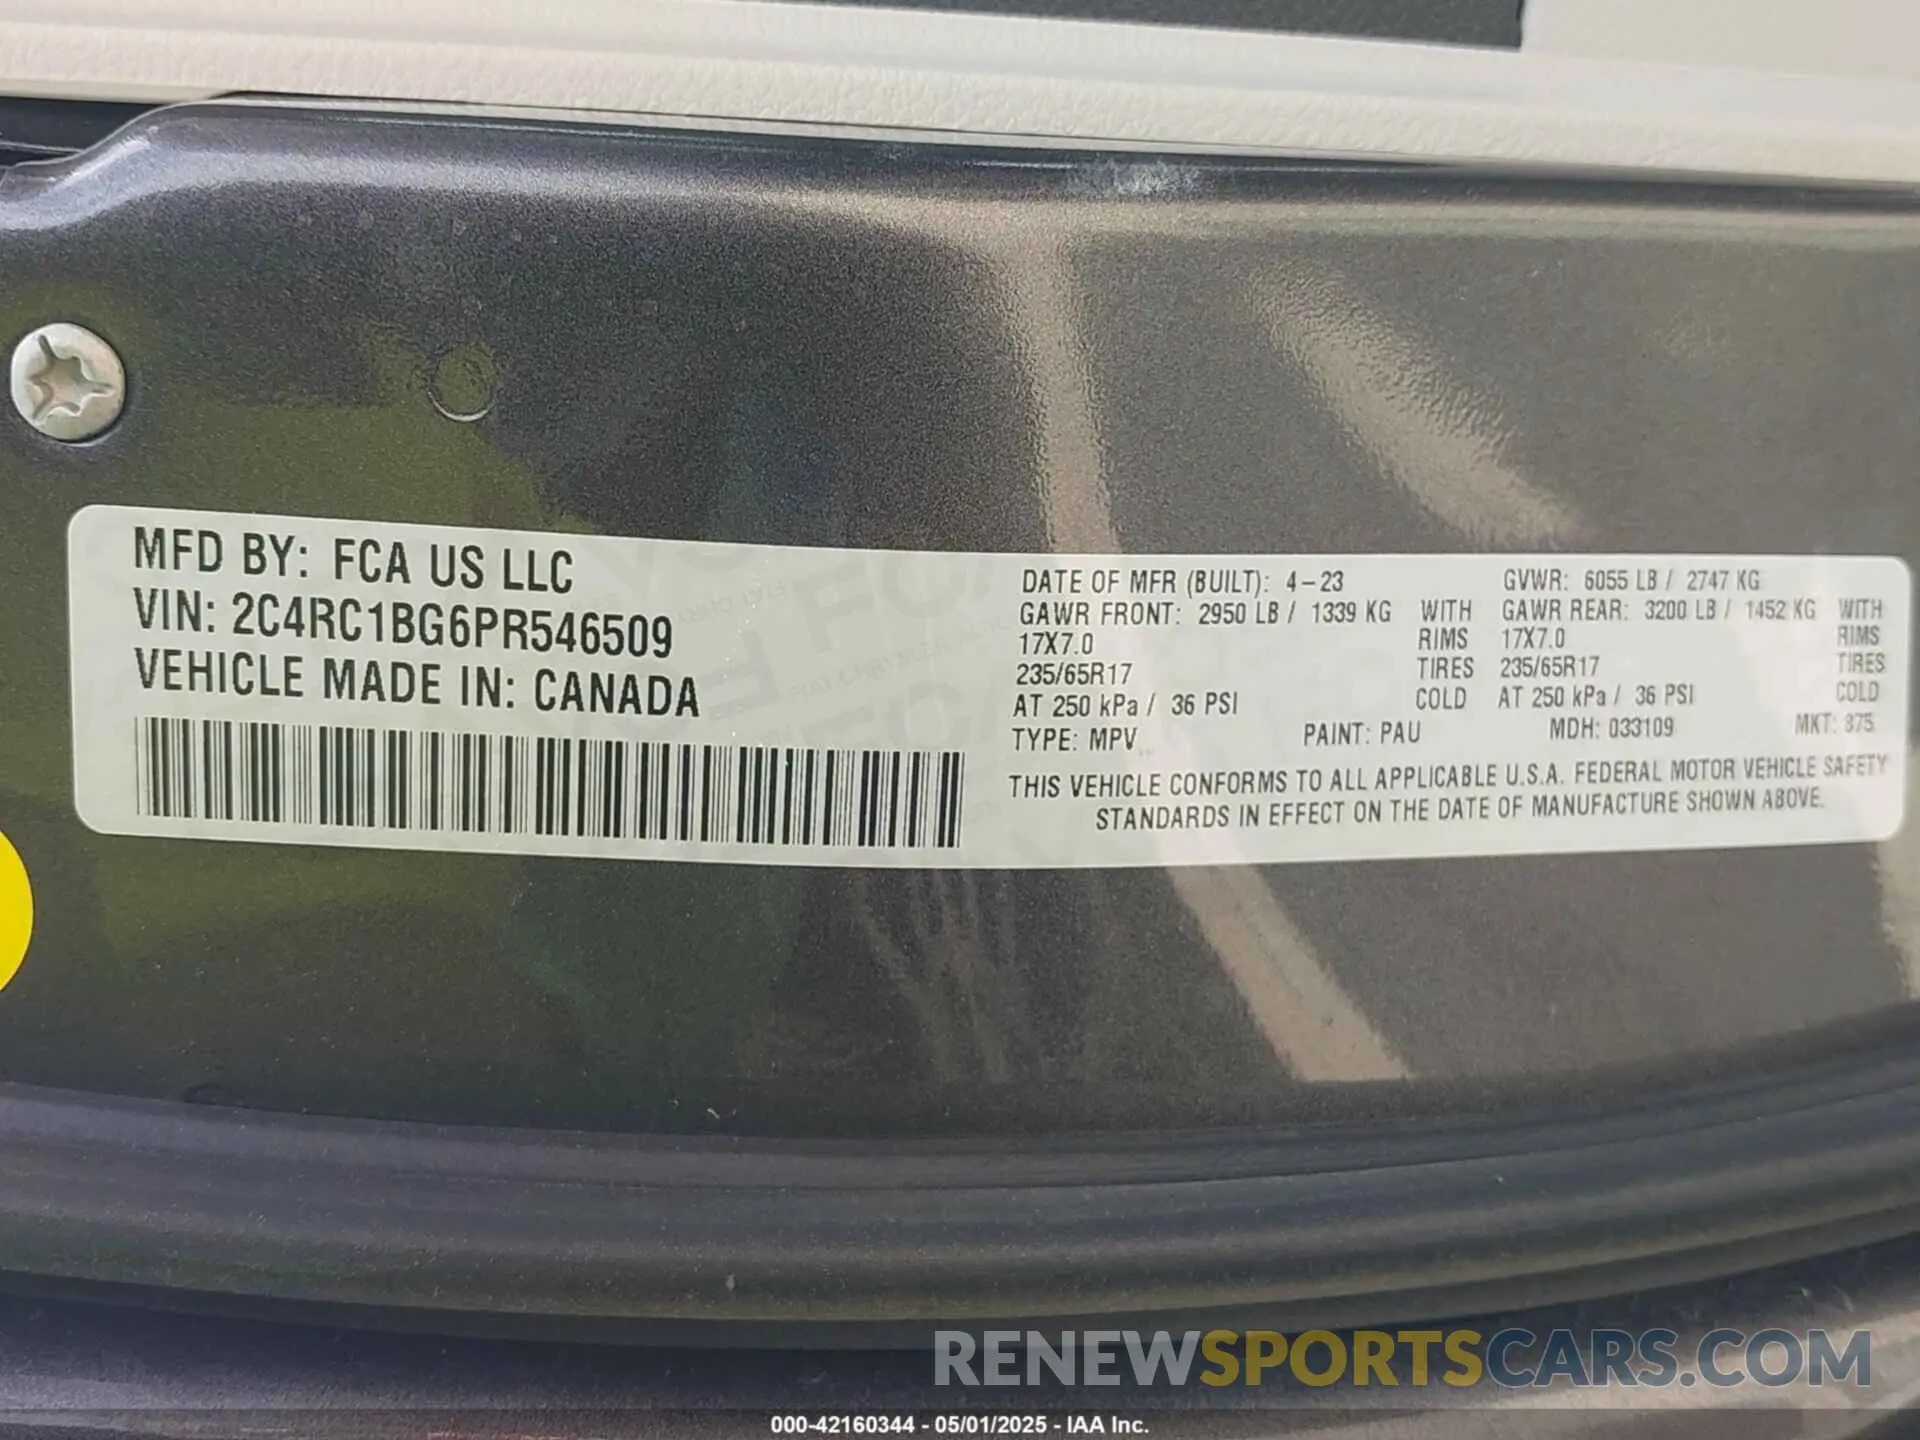 MFD BY: FCA US LLC
VIN: 2C4RC1BG6PR546509
VEHICLE MADE IN: CANADA
DATE OF MFR (BUILT): 4-23 GVWR: 6055 LB / 2747 KG
GAWR FRONT: 2950 LB / 1339 KG WITH GAWR REAR: 3200 LB / 1452 KG WITH
17X7.0 RIMS 17X7.0 RIMS
235/65R17 TIRES 235/65R17 TIRES
AT 250 kPa / 36 PSI COLD AT 250 kPa / 36 PSI COLD
TYPE: MPV PAINT: PAU MDH: 033109 MKT:
THIS VEHICLE CONFORMS TO ALL APPLICABLE U.S.A. FEDERAL MOTOR VEHICLE SAFETY
STANDARDS IN EFFECT ON THE DATE OF MANUFACTURE SHOWN ABOVE.
RENEWSPORTSCARS.COM
000-42160344 - 05/01/2025 - IAA Inc.